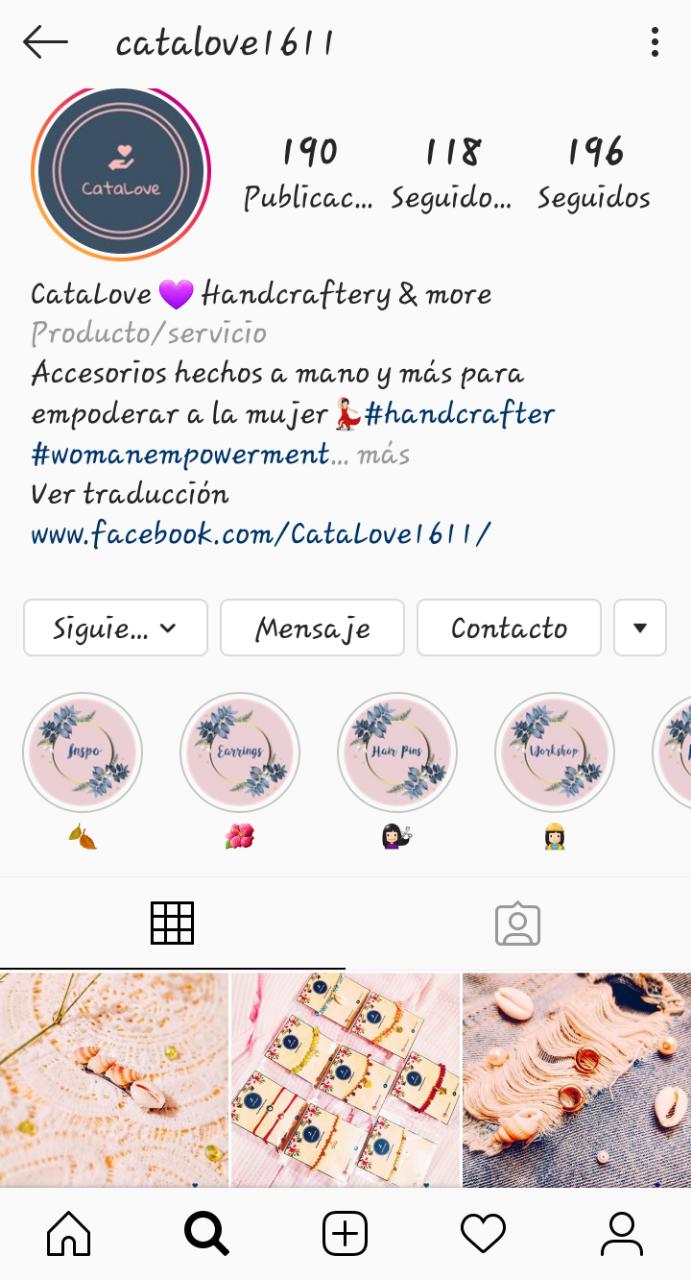 catalove1611
CataLove
190 118 196
Publicac... Seguido... Seguidos
CataLove 💜 Handcraftery & more
Producto/servicio
Accesorios hechos a mano y más para
empoderar a la mujer 💃🏻#handcrafter
#womanempowerment... más
Ver traducción
www.facebook.com/CataLove1611/
Siguie... Mensaje Contacto
Inspo Earrings Hair Pins Workshop